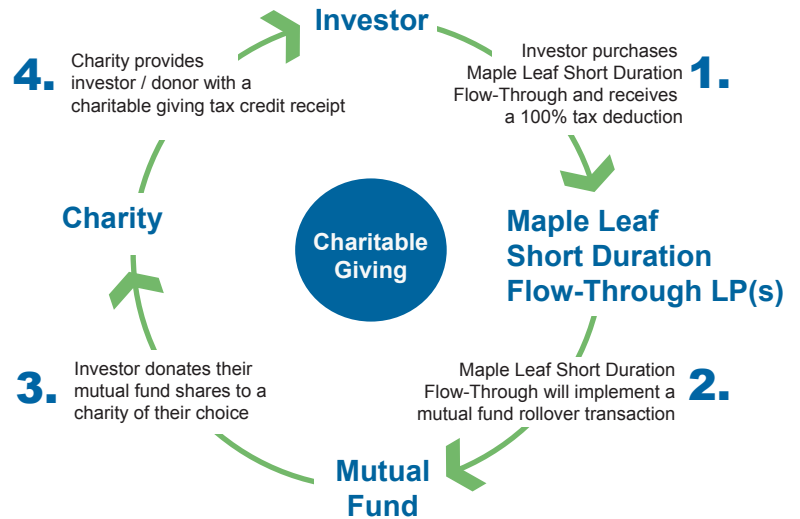 Investor
1.
Investor purchases
Maple Leaf Short Duration
Flow-Through and receives
a 100% tax deduction
Maple Leaf
Short Duration
Flow-Through LP(s)
2.
Maple Leaf Short Duration
Flow-Through will implement a
mutual fund rollover transaction
Mutual
Fund
3.
Investor donates their
mutual fund shares to a
charity of their choice
Charity
4.
Charity provides
investor / donor with a
charitable giving tax credit receipt
Charitable
Giving